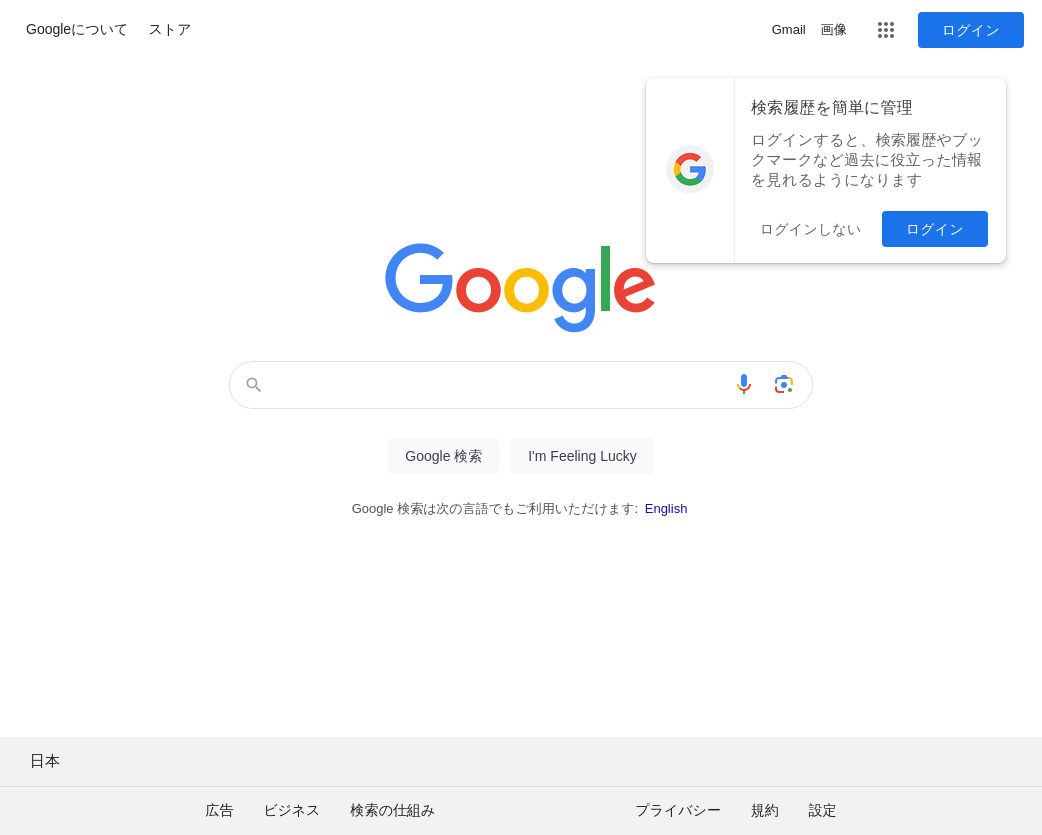 Googleについて ストア
Gmail 画像 ログイン
検索履歴を簡単に管理
ログインすると、検索履歴やブッ
クマークなど過去に役立った情報
を見れるようになります
ログインしない ログイン
Google
Google 検索 I'm Feeling Lucky
Google 検索は次の言語でもご利用いただけます: English
日本
広告 ビジネス 検索の仕組み プライバシー 規約 設定